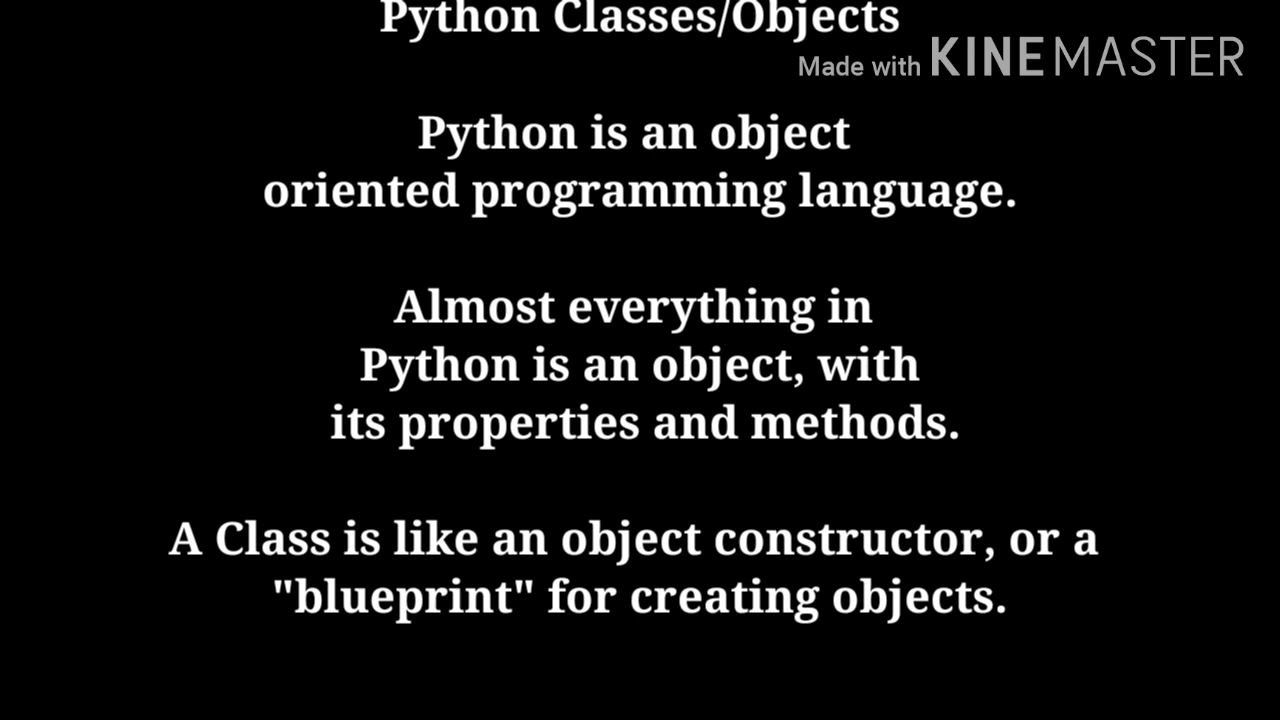 Python Classes/Objects
Made with KINEMASTER
Python is an object
oriented programming language.
Almost everything in
Python is an object, with
its properties and methods.
A Class is like an object constructor, or a
"blueprint" for creating objects.